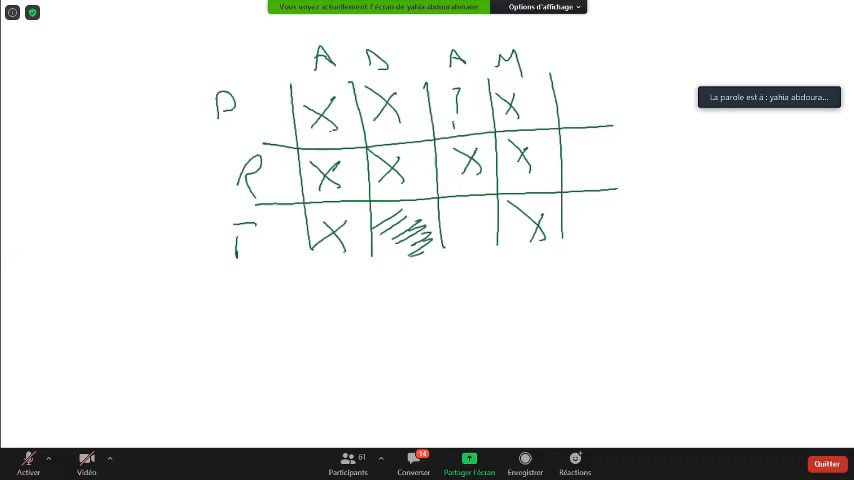 Vous voyez actuellement l'écran de yahia abdourahmane
Options d'affichage
A D A M
La parole est à : yahia abdoura...
P X X ? X
R X X X X
T X X
61
14
Activer
Vidéo
Participants
Converser
Partager l'écran
Enregistrer
Réactions
Quitter